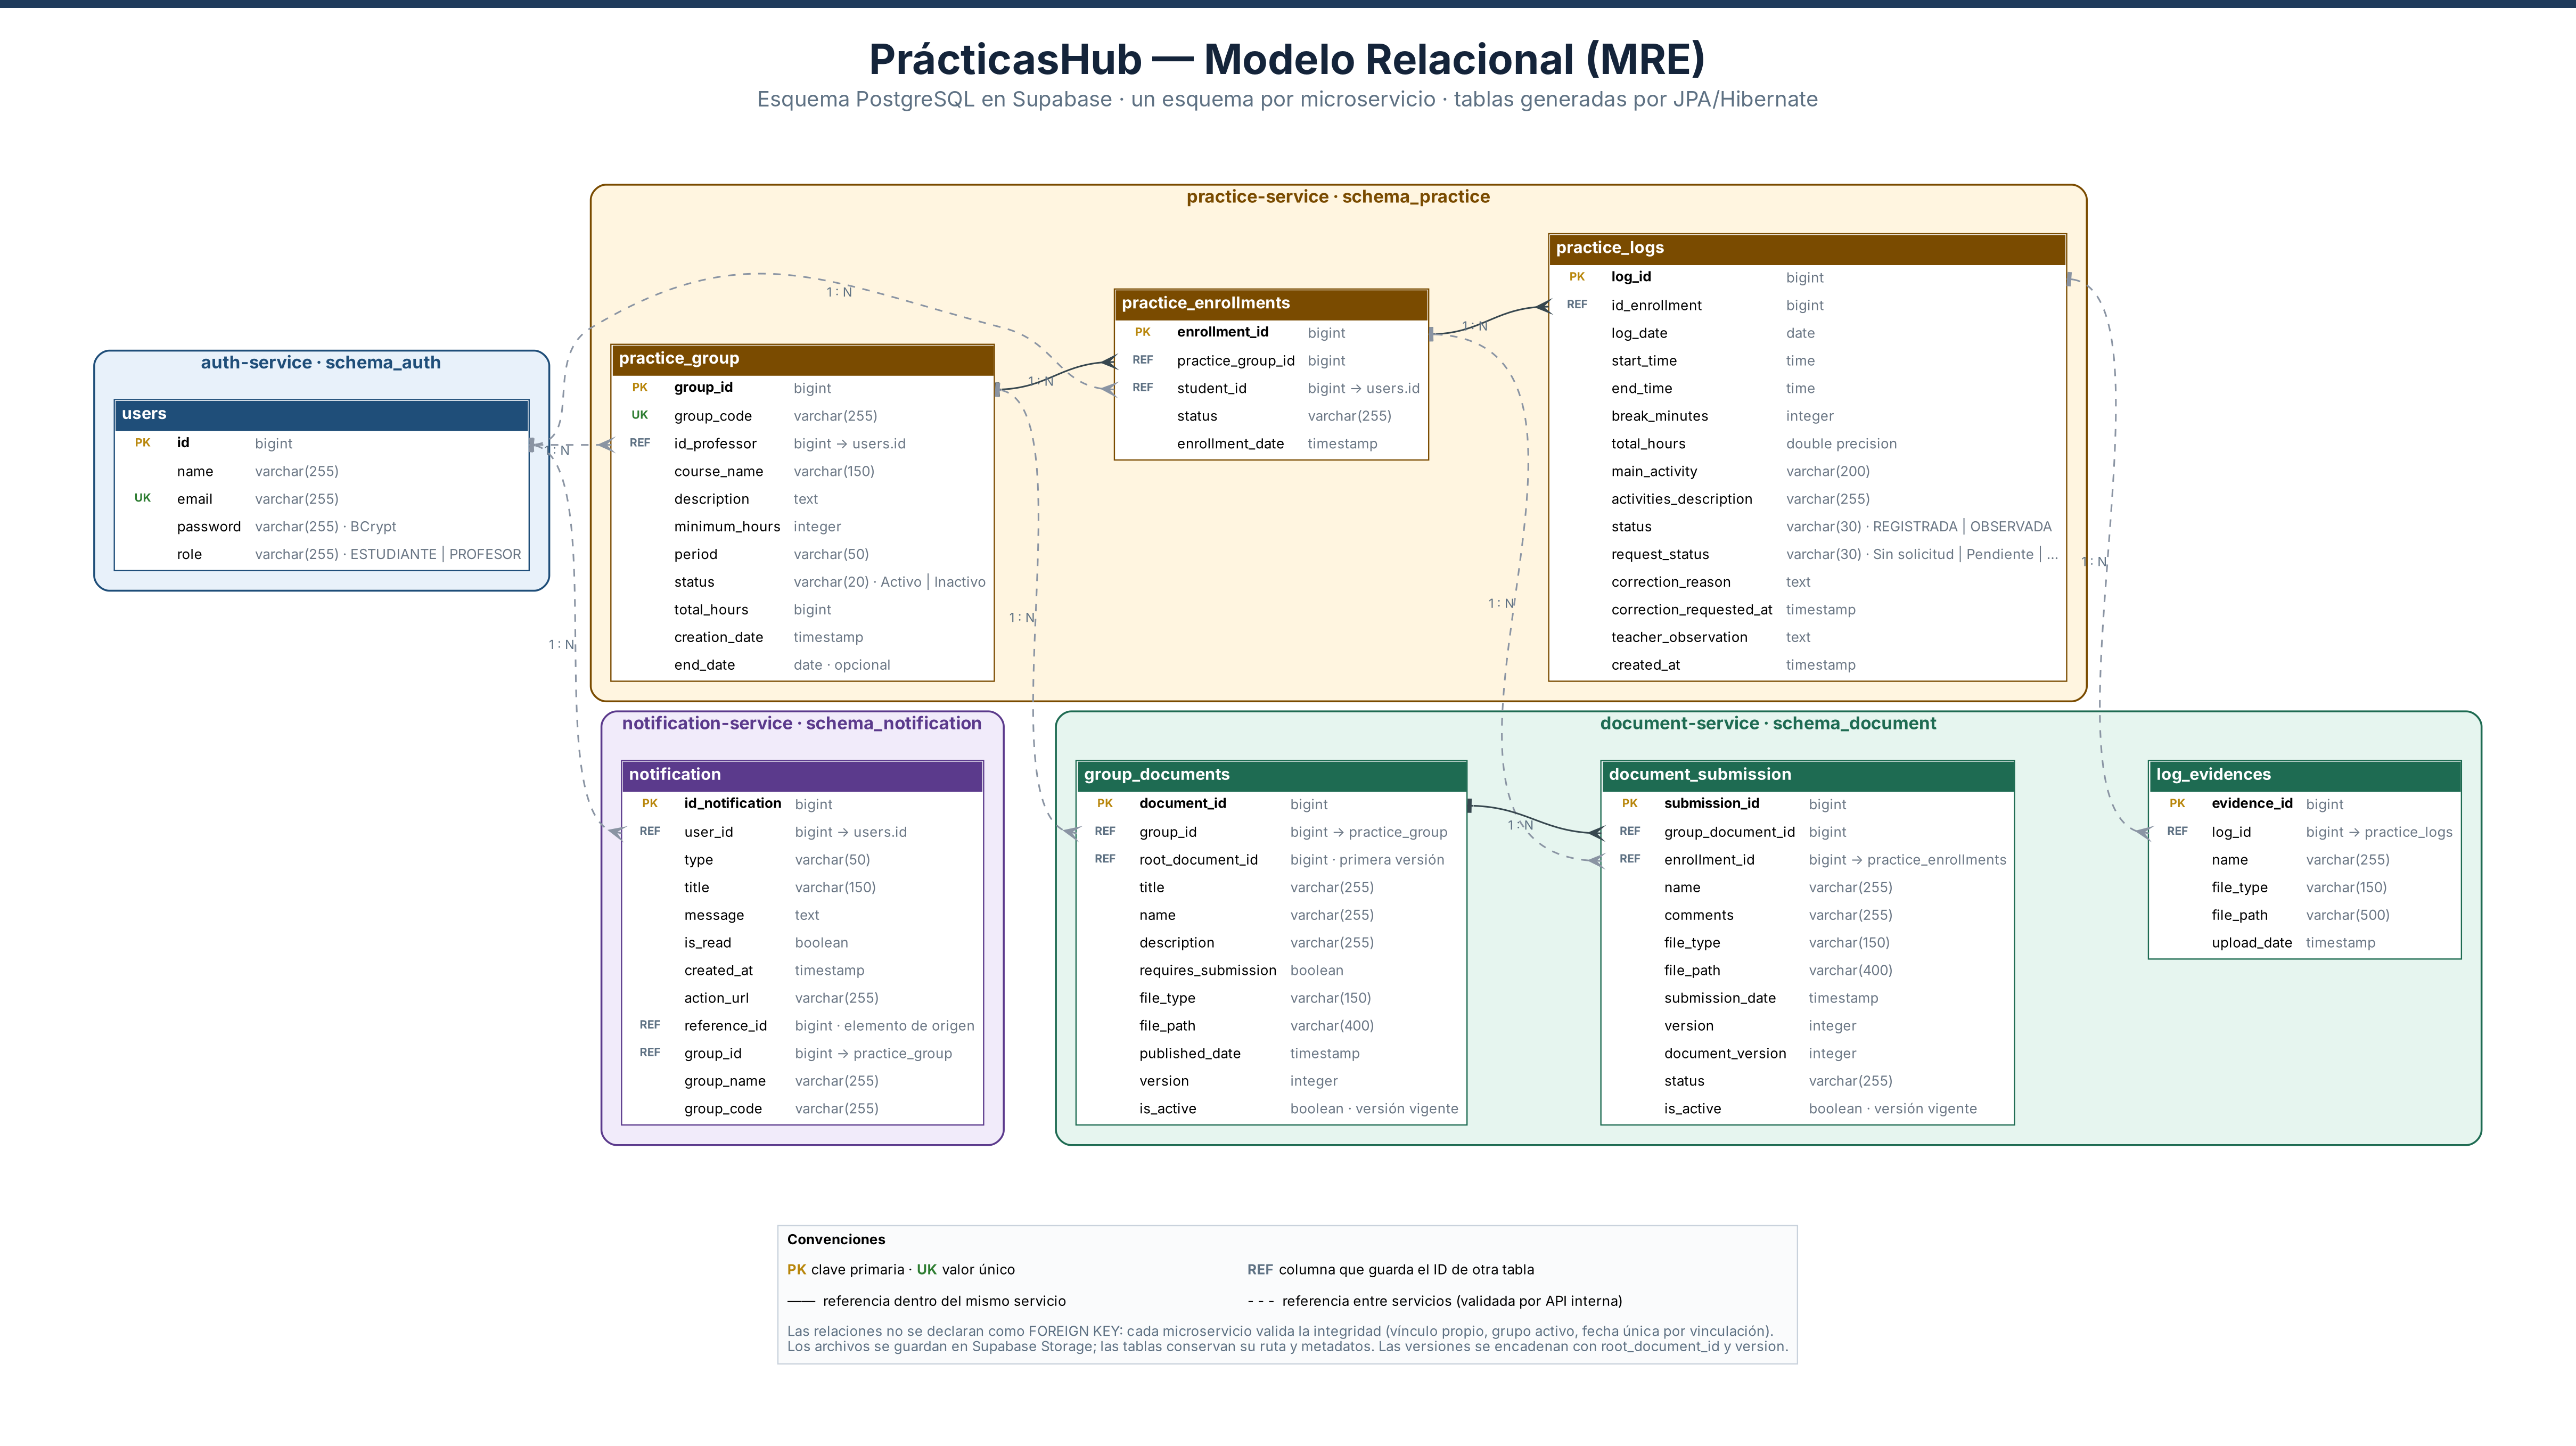 PrácticasHub — Modelo Relacional (MRE)
Esquema PostgreSQL en Supabase · un esquema por microservicio · tablas generadas por JPA/Hibernate
auth-service · schema_auth
users
PK id bigint
name varchar(255)
UK email varchar(255)
password varchar(255) · BCrypt
role varchar(255) · ESTUDIANTE | PROFESOR
practice-service · schema_practice
practice_group
PK group_id bigint
UK group_code varchar(255)
REF id_professor bigint → users.id
course_name varchar(150)
description text
minimum_hours integer
period varchar(50)
status varchar(20) · Activo | Inactivo
total_hours bigint
creation_date timestamp
end_date date · opcional
practice_enrollments
PK enrollment_id bigint
REF practice_group_id bigint
REF student_id bigint → users.id
status varchar(255)
enrollment_date timestamp
practice_logs
PK log_id bigint
REF id_enrollment bigint
log_date date
start_time time
end_time time
break_minutes integer
total_hours double precision
main_activity varchar(200)
activities_description varchar(255)
status varchar(30) · REGISTRADA | OBSERVADA
request_status varchar(30) · Sin solicitud | Pendiente | ...
correction_reason text
correction_requested_at timestamp
teacher_observation text
created_at timestamp
1 : N
1 : N
1 : N
1 : N
1 : N
1 : N
1 : N
1 : N
1 : N
notification-service · schema_notification
notification
PK id_notification bigint
REF user_id bigint → users.id
type varchar(50)
title varchar(150)
message text
is_read boolean
created_at timestamp
action_url varchar(255)
REF reference_id bigint · elemento de origen
REF group_id bigint → practice_group
group_name varchar(255)
group_code varchar(255)
document-service · schema_document
group_documents
PK document_id bigint
REF group_id bigint → practice_group
REF root_document_id bigint · primera versión
title varchar(255)
name varchar(255)
description varchar(255)
requires_submission boolean
file_type varchar(150)
file_path varchar(400)
published_date timestamp
version integer
is_active boolean · versión vigente
document_submission
PK submission_id bigint
REF group_document_id bigint
REF enrollment_id bigint → practice_enrollments
name varchar(255)
comments varchar(255)
file_type varchar(150)
file_path varchar(400)
submission_date timestamp
version integer
document_version integer
status varchar(255)
is_active boolean · versión vigente
log_evidences
PK evidence_id bigint
REF log_id bigint → practice_logs
name varchar(255)
file_type varchar(150)
file_path varchar(500)
upload_date timestamp
Convenciones
PK clave primaria · UK valor único REF columna que guarda el ID de otra tabla
—— referencia dentro del mismo servicio - - - referencia entre servicios (validada por API interna)
Las relaciones no se declaran como FOREIGN KEY: cada microservicio valida la integridad (vínculo propio, grupo activo, fecha única por vinculación).
Los archivos se guardan en Supabase Storage; las tablas conservan su ruta y metadatos. Las versiones se encadenan con root_document_id y version.